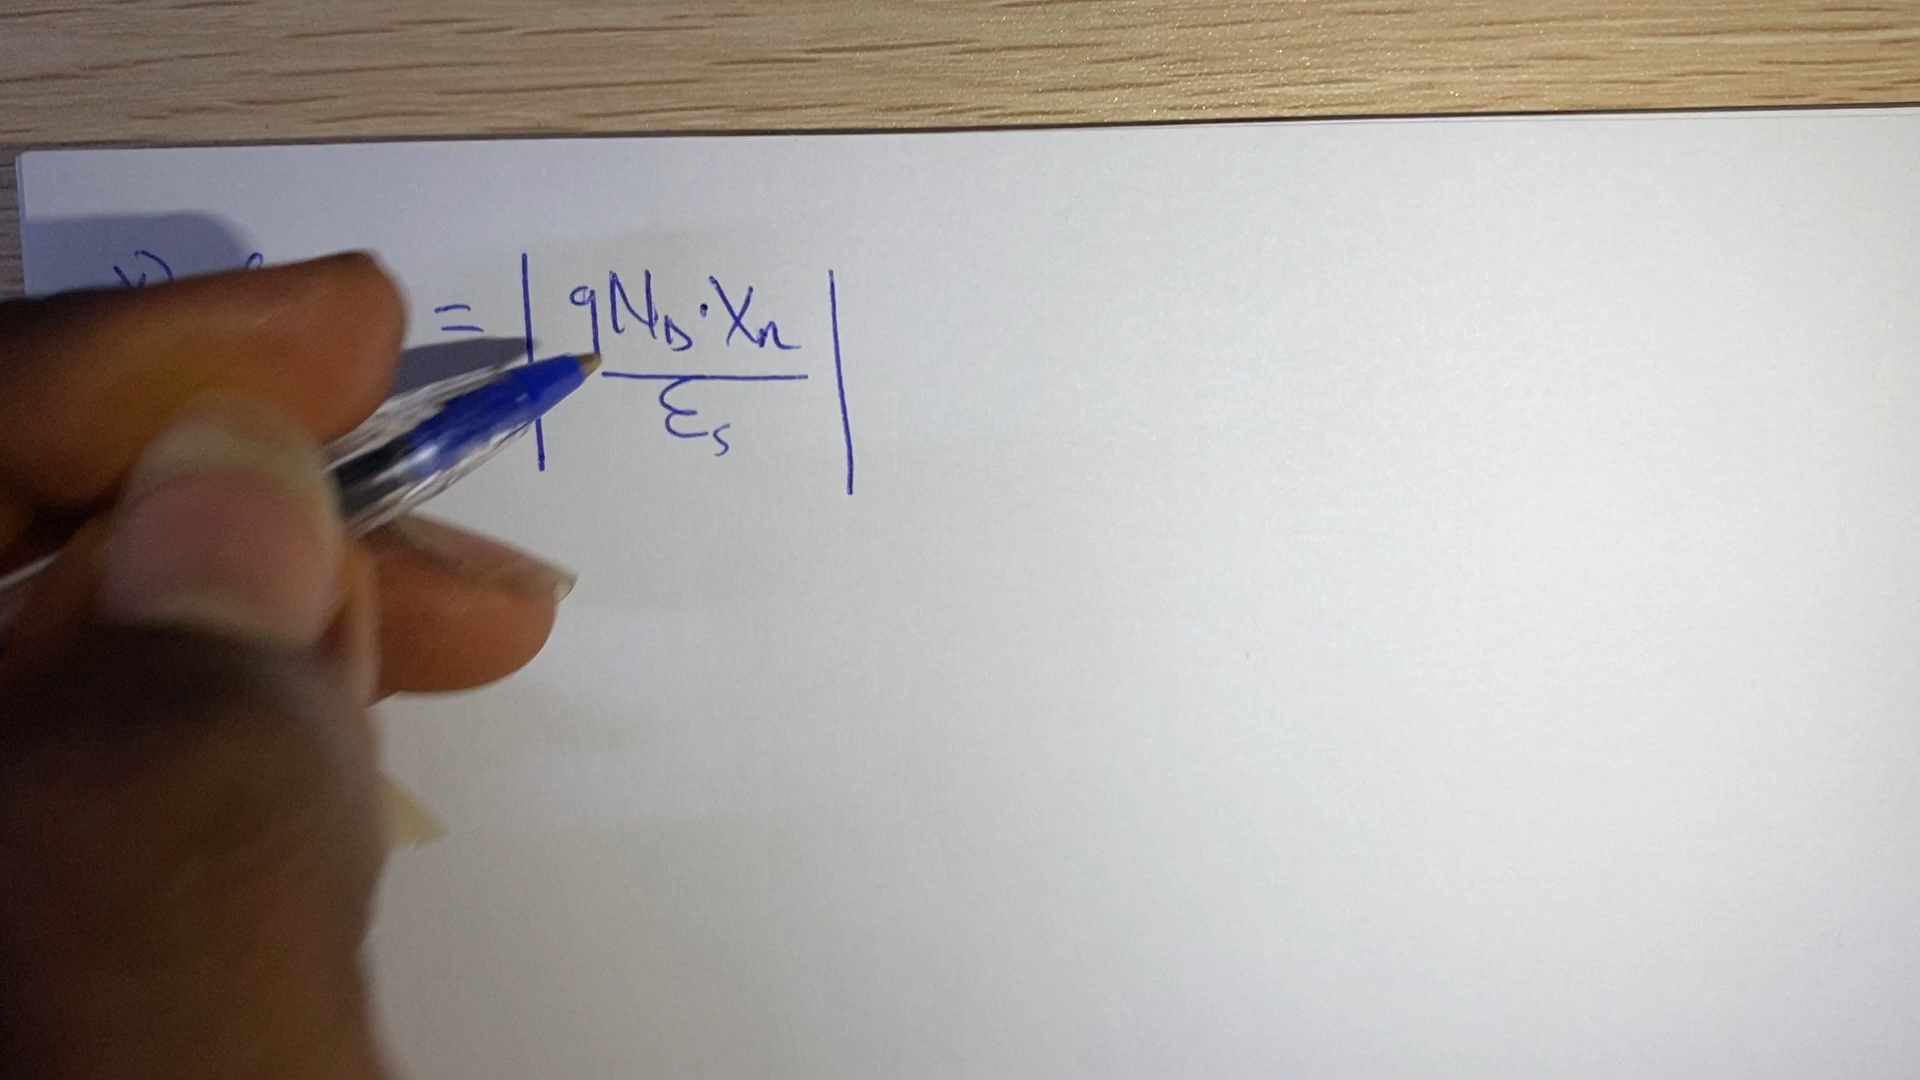 = | qN_D · X_n / ε_s |